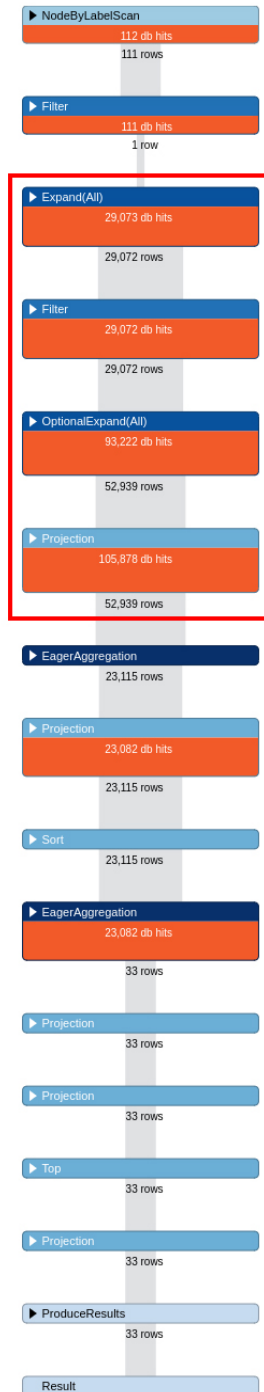 NodeByLabelScan
112 db hits
111 rows
Filter
111 db hits
1 row
Expand(All)
29,073 db hits
29,072 rows
Filter
29,072 db hits
29,072 rows
OptionalExpand(All)
93,222 db hits
52,939 rows
Projection
105,878 db hits
52,939 rows
EagerAggregation
23,115 rows
Projection
23,082 db hits
23,115 rows
Sort
23,115 rows
EagerAggregation
23,082 db hits
33 rows
Projection
33 rows
Projection
33 rows
Top
33 rows
Projection
33 rows
ProduceResults
33 rows
Result